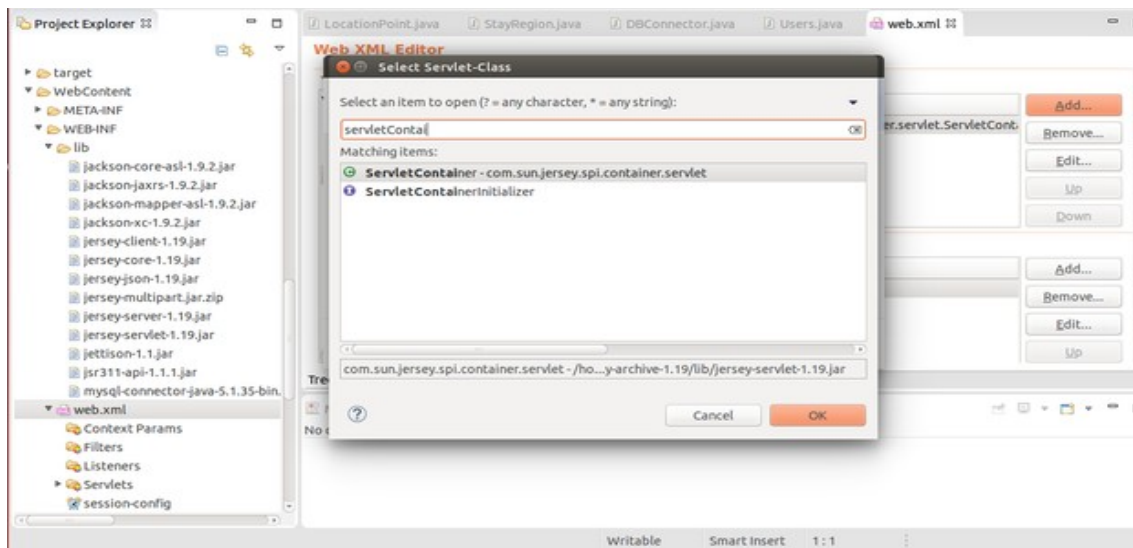 Project Explorer
LocationPoint.java
StayRegion.java
DBConnector.java
Users.java
web.xml
Web XML Editor
target
WebContent
META-INF
WEB-INF
lib
jackson-core-asl-1.9.2.jar
jackson-jaxrs-1.9.2.jar
jackson-mapper-asl-1.9.2.jar
jackson-xc-1.9.2.jar
jersey-client-1.19.jar
jersey-core-1.19.jar
jersey-json-1.19.jar
jersey-multipart.jar.zip
jersey-server-1.19.jar
jersey-servlet-1.19.jar
jettison-1.1.jar
jsr311-api-1.1.1.jar
mysql-connector-java-5.1.35-bin.
web.xml
Context Params
Filters
Listeners
Servlets
session-config
Select Servlet-Class
Select an item to open (? = any character, * = any string):
servletContai
Matching items:
ServletContainer - com.sun.jersey.spi.container.servlet
ServletContainerInitializer
com.sun.jersey.spi.container.servlet - /ho...y-archive-1.19/lib/jersey-servlet-1.19.jar
Cancel
OK
er.servlet.ServletCont
Add...
Remove...
Edit...
Up
Down
Add...
Remove...
Edit...
Up
Tre
No
Writable
Smart Insert
1 : 1